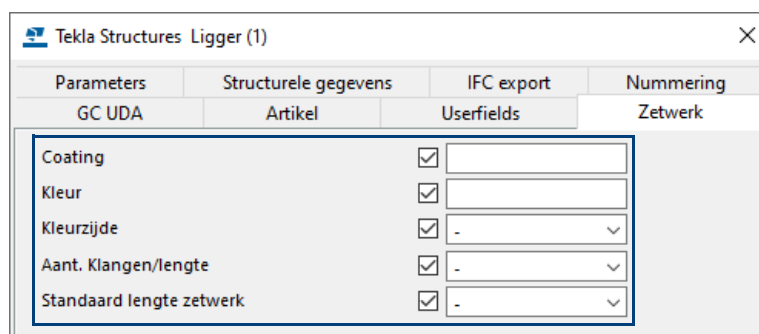 Tekla Structures Ligger (1)
Parameters Structurele gegevens IFC export Nummering
GC UDA Artikel Userfields Zetwerk
Coating
Kleur
Kleurzijde -
Aant. Klangen/lengte -
Standaard lengte zetwerk -